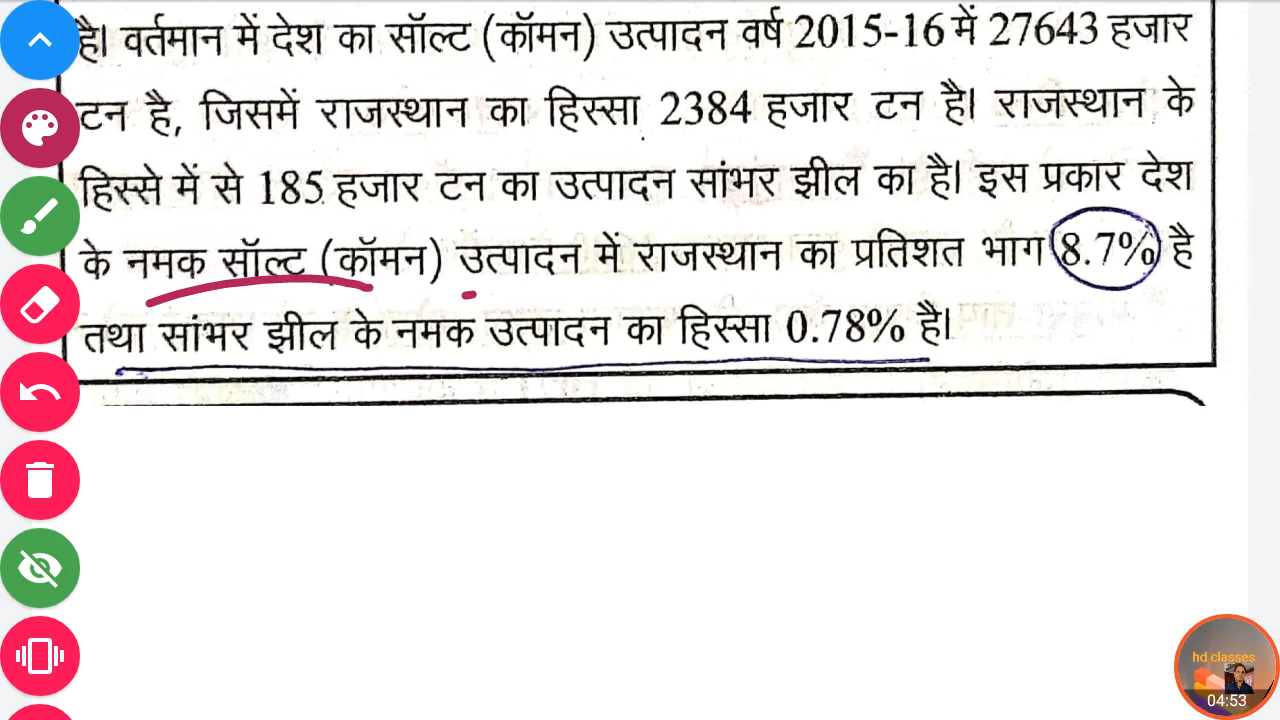 है। वर्तमान में देश का सॉल्ट (कॉमन) उत्पादन वर्ष 2015-16 में 27643 हजार
टन है, जिसमें राजस्थान का हिस्सा 2384 हजार टन है। राजस्थान के
हिस्से में से 185 हजार टन का उत्पादन सांभर झील का है। इस प्रकार देश
के नमक सॉल्ट (कॉमन) उत्पादन में राजस्थान का प्रतिशत भाग 8.7% है
तथा सांभर झील के नमक उत्पादन का हिस्सा 0.78% है।
hd classes
04:53